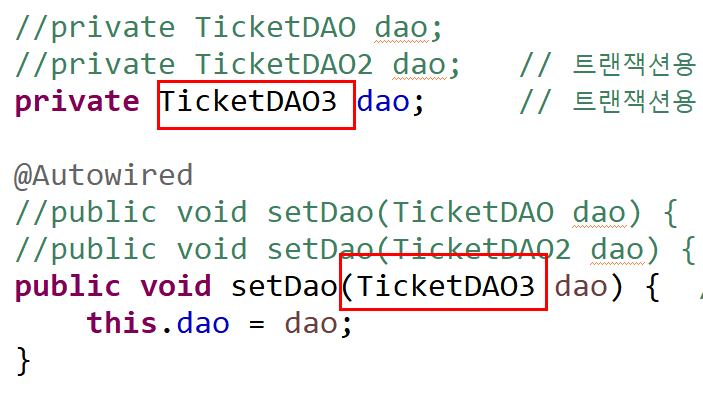 //private TicketDAO dao;
//private TicketDAO2 dao;    // 트랜잭션용
private TicketDAO3 dao;     // 트랜잭션용
@Autowired
//public void setDao(TicketDAO dao) {
//public void setDao(TicketDAO2 dao) {
public void setDao(TicketDAO3 dao) {  /
    this.dao = dao;
}